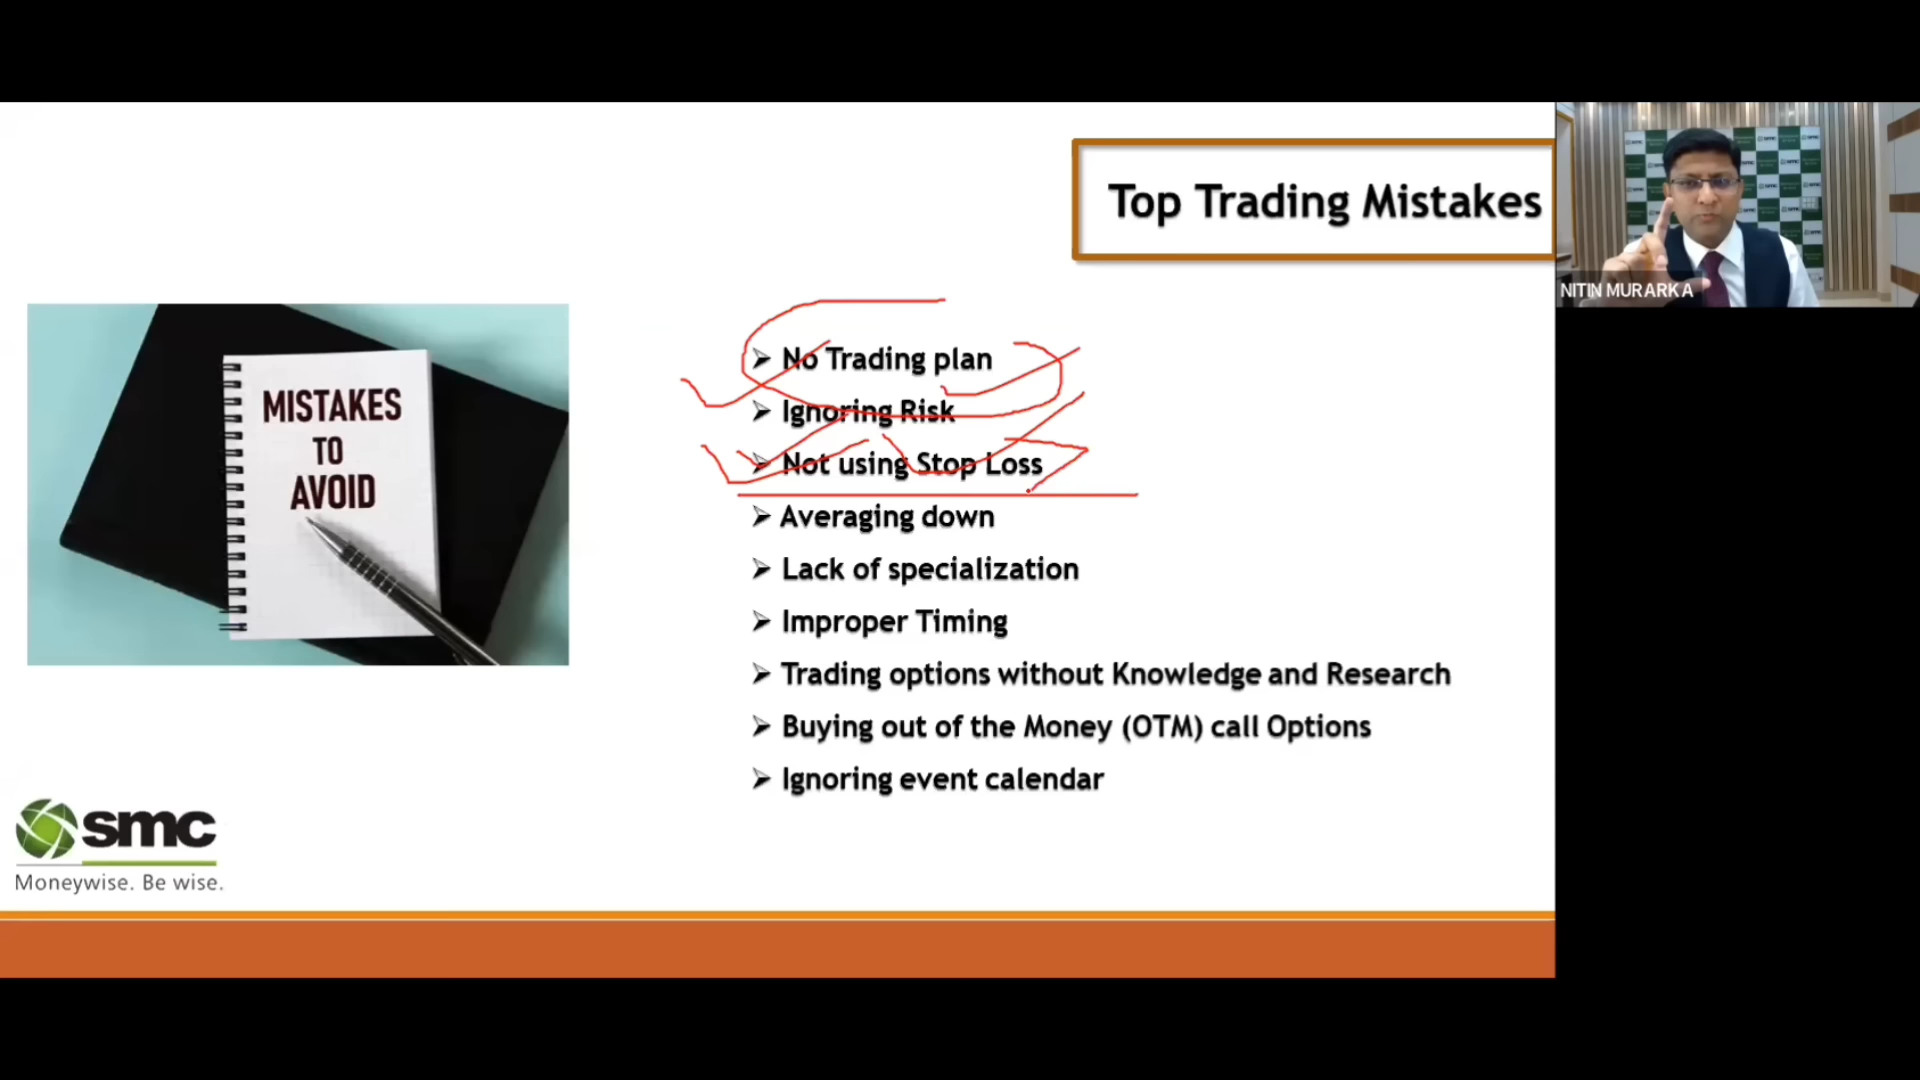 Top Trading Mistakes
NITIN MURARKA
MISTAKES
TO
AVOID
No Trading plan
Ignoring Risk
Not using Stop Loss
Averaging down
Lack of specialization
Improper Timing
Trading options without Knowledge and Research
Buying out of the Money (OTM) call Options
Ignoring event calendar
smc
Moneywise. Be wise.